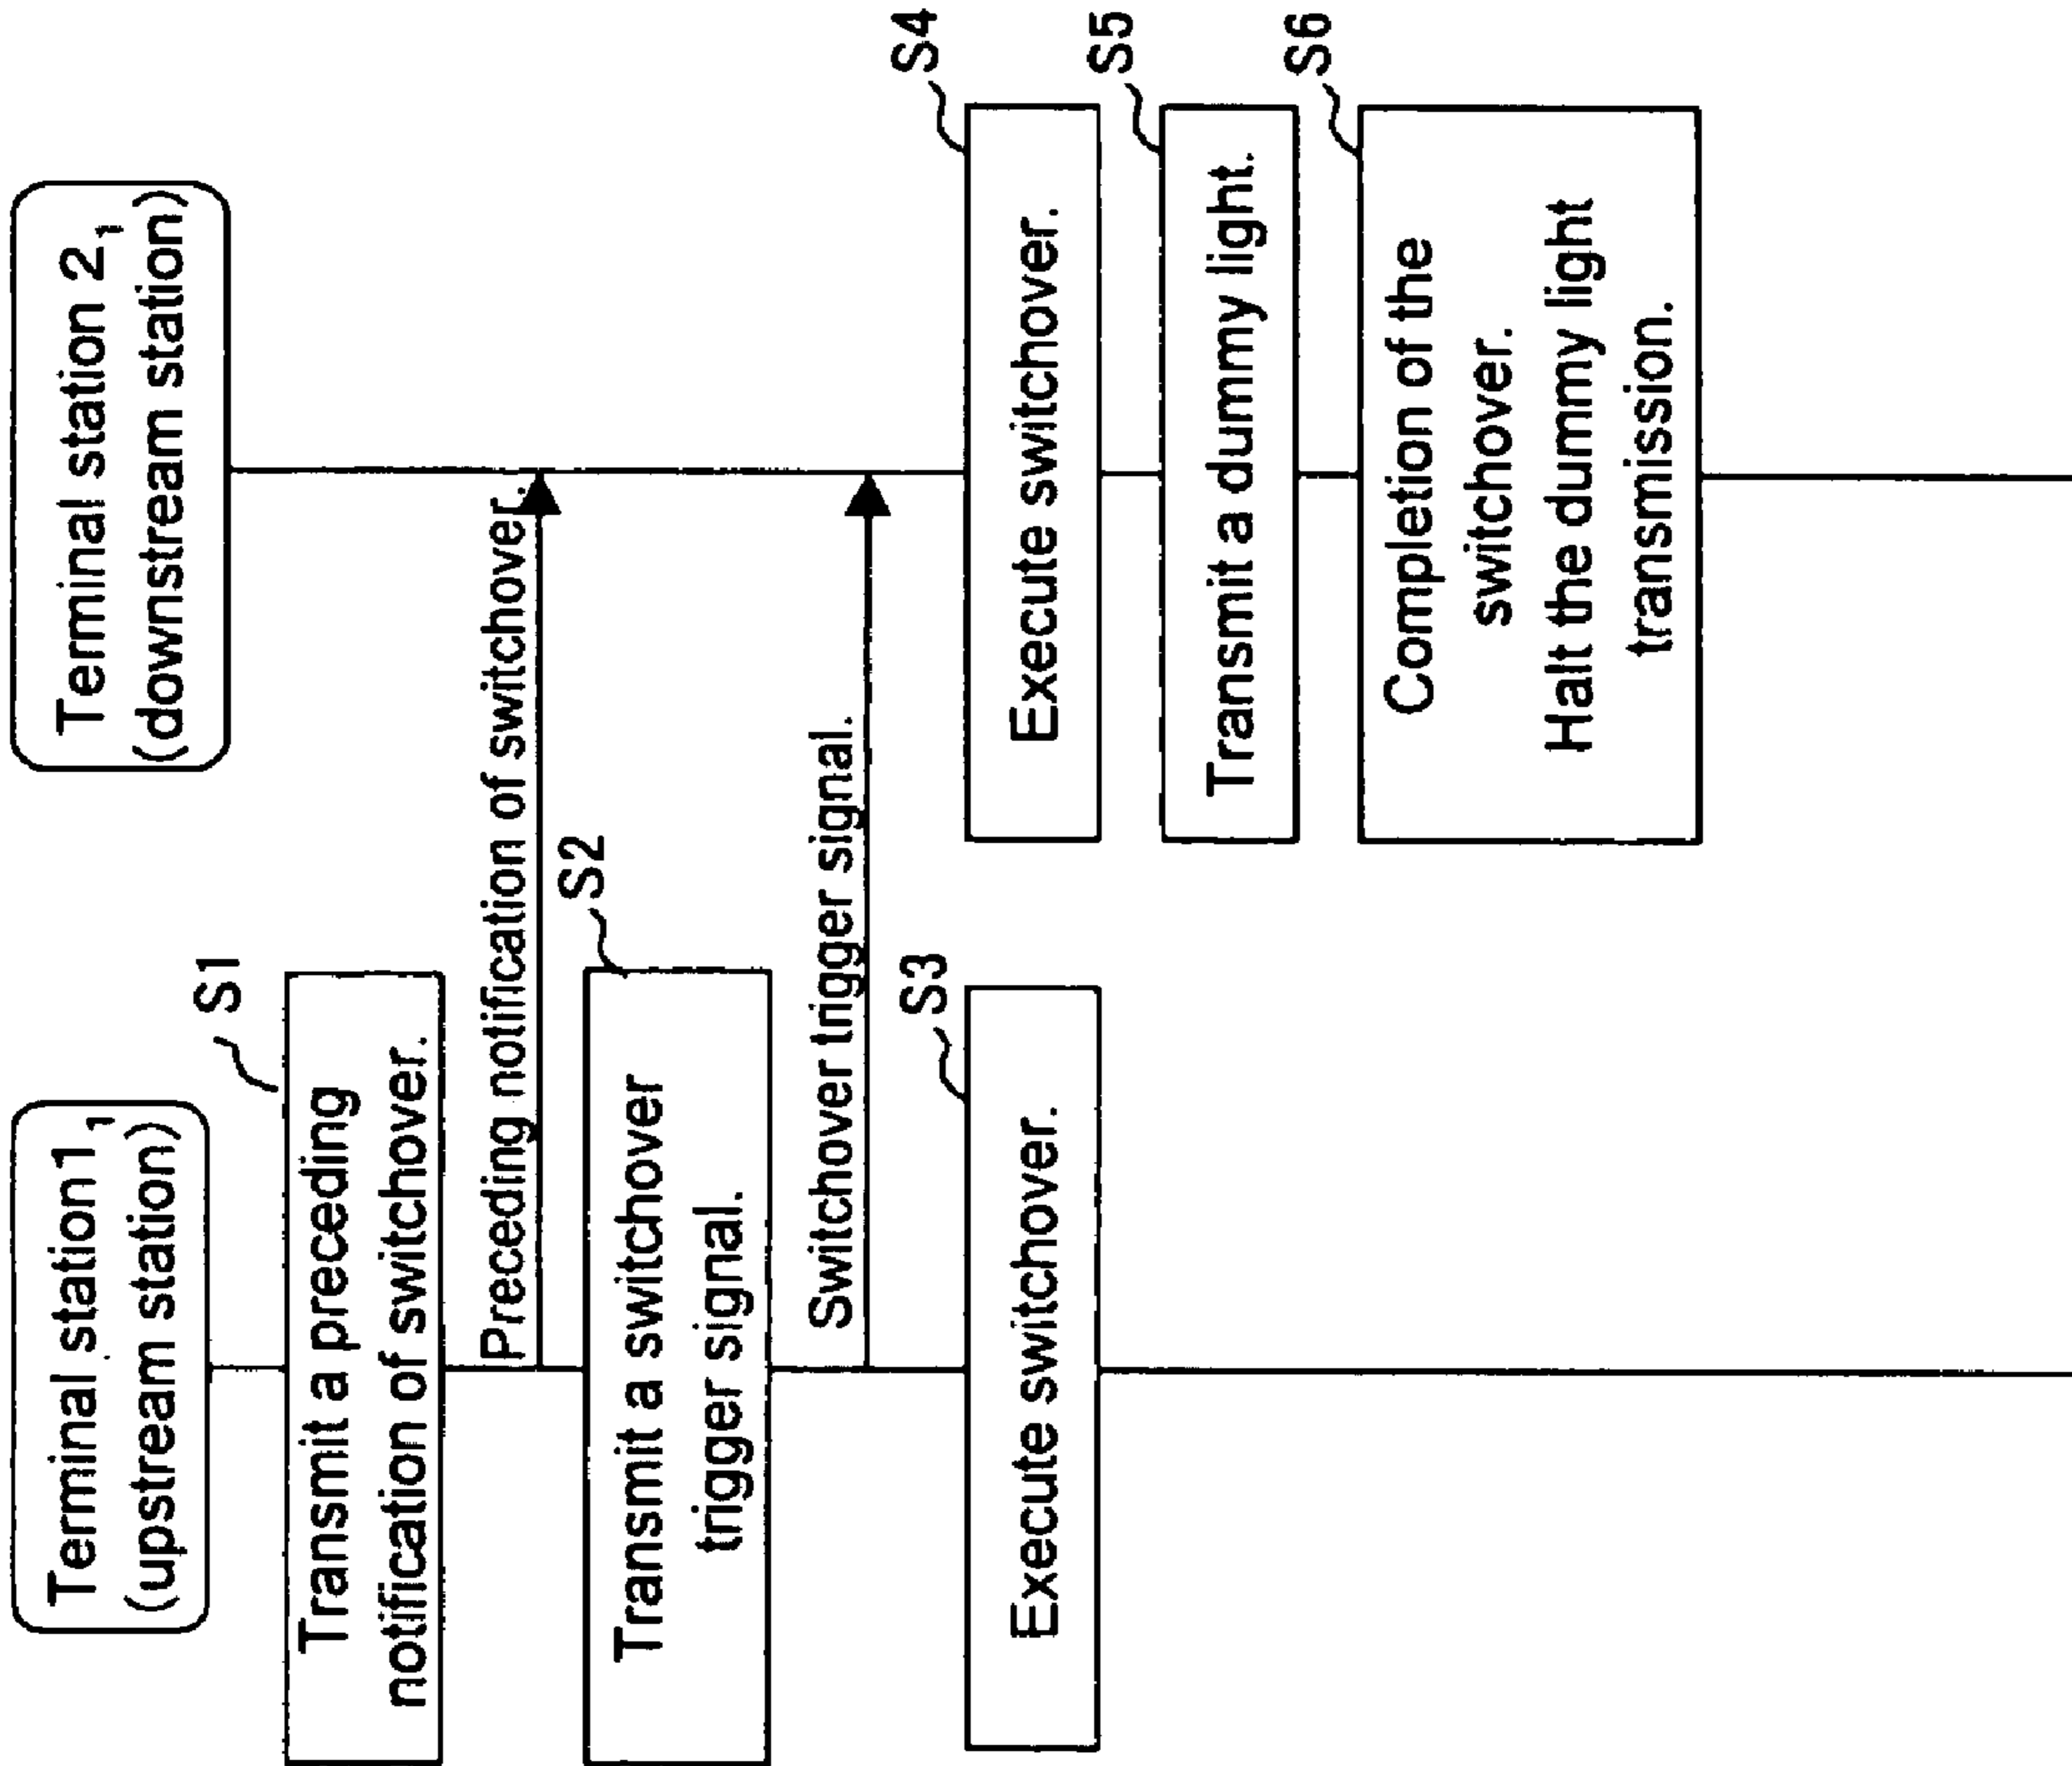 Terminal station 1₁
(upstream station)
Terminal station 2₁
(downstream station)
S1
Transmit a preceding
notification of switchover.
Preceding notification of switchover.
S2
Transmit a switchover
trigger signal.
Switchover trigger signal.
S3
Execute switchover.
S4
Execute switchover.
S5
Transmit a dummy light.
S6
Completion of the
switchover.
Halt the dummy light
transmission.